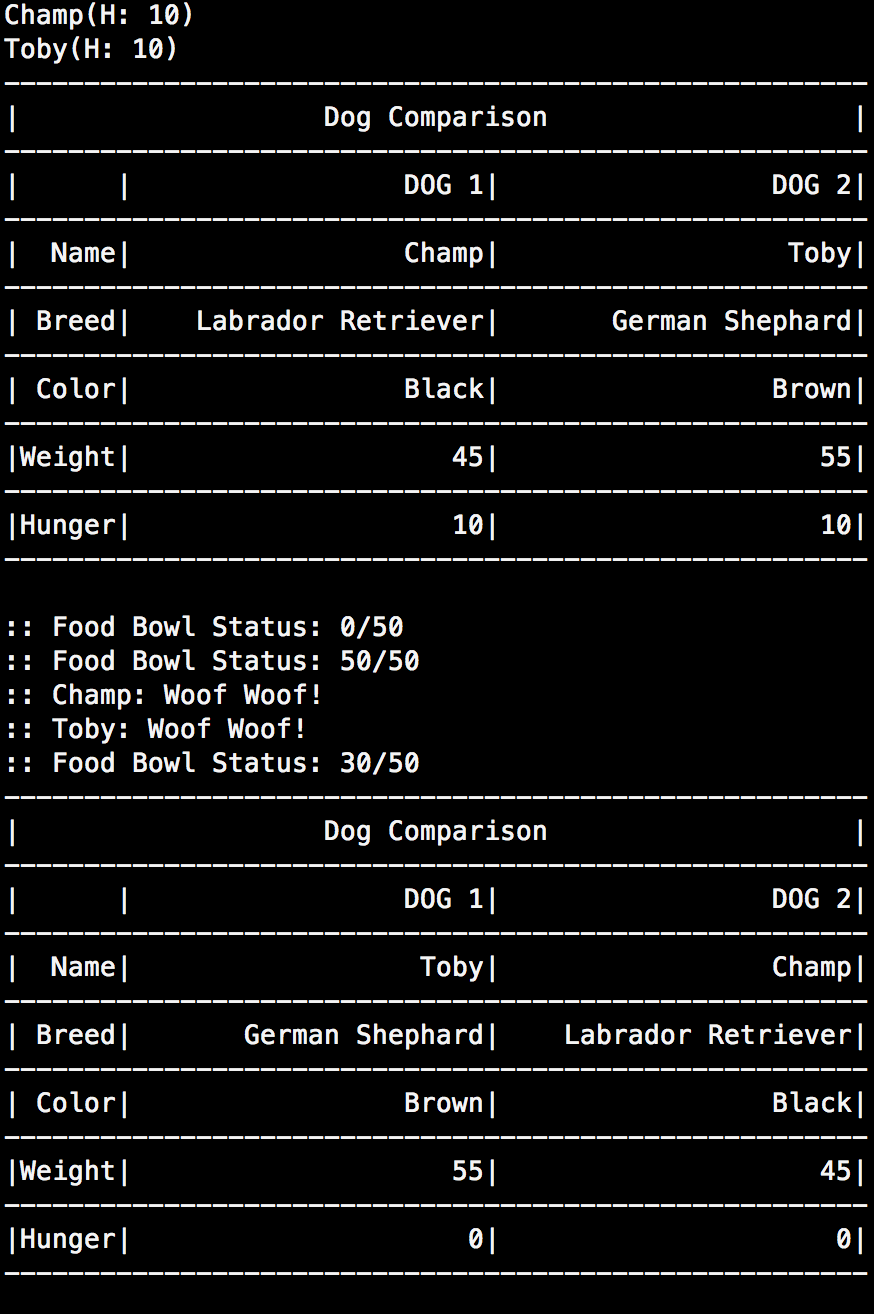 Champ(H: 10)
Toby(H: 10)
------------------------------------------------------
|                   Dog Comparison                   |
------------------------------------------------------
|      |                 DOG 1|                 DOG 2|
------------------------------------------------------
|  Name|                 Champ|                  Toby|
------------------------------------------------------
| Breed|    Labrador Retriever|       German Shephard|
------------------------------------------------------
| Color|                 Black|                 Brown|
------------------------------------------------------
|Weight|                    45|                    55|
------------------------------------------------------
|Hunger|                    10|                    10|
------------------------------------------------------

:: Food Bowl Status: 0/50
:: Food Bowl Status: 50/50
:: Champ: Woof Woof!
:: Toby: Woof Woof!
:: Food Bowl Status: 30/50
------------------------------------------------------
|                   Dog Comparison                   |
------------------------------------------------------
|      |                 DOG 1|                 DOG 2|
------------------------------------------------------
|  Name|                  Toby|                 Champ|
------------------------------------------------------
| Breed|       German Shephard|    Labrador Retriever|
------------------------------------------------------
| Color|                 Brown|                 Black|
------------------------------------------------------
|Weight|                    55|                    45|
------------------------------------------------------
|Hunger|                     0|                     0|
------------------------------------------------------